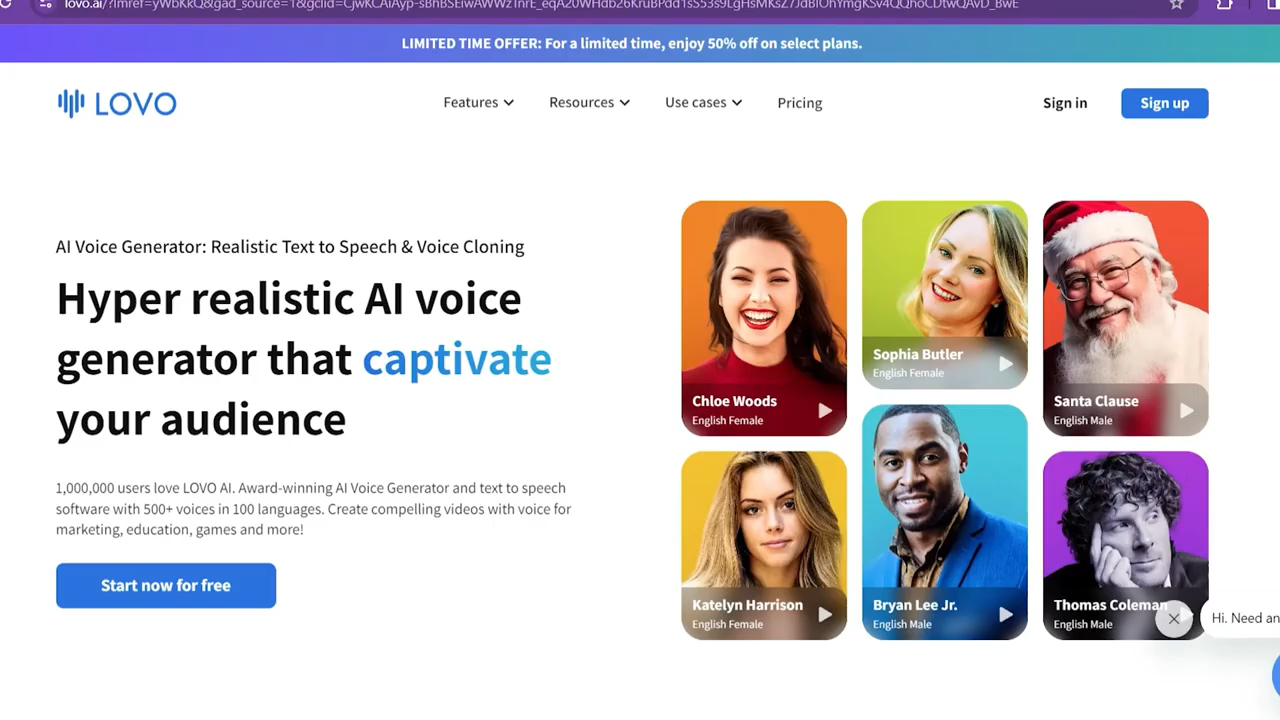 LIMITED TIME OFFER: For a limited time, enjoy 50% off on select plans.
LOVO
Features
Resources
Use cases
Pricing
Sign in
Sign up
AI Voice Generator: Realistic Text to Speech & Voice Cloning
Hyper realistic AI voice
generator that captivate
your audience
1,000,000 users love LOVO AI. Award-winning AI Voice Generator and text to speech
software with 500+ voices in 100 languages. Create compelling videos with voice for
marketing, education, games and more!
Start now for free
Chloe Woods
English Female
Sophia Butler
English Female
Santa Clause
English Male
Katelyn Harrison
English Female
Bryan Lee Jr.
English Male
Thomas Coleman
English Male
Hi. Need an